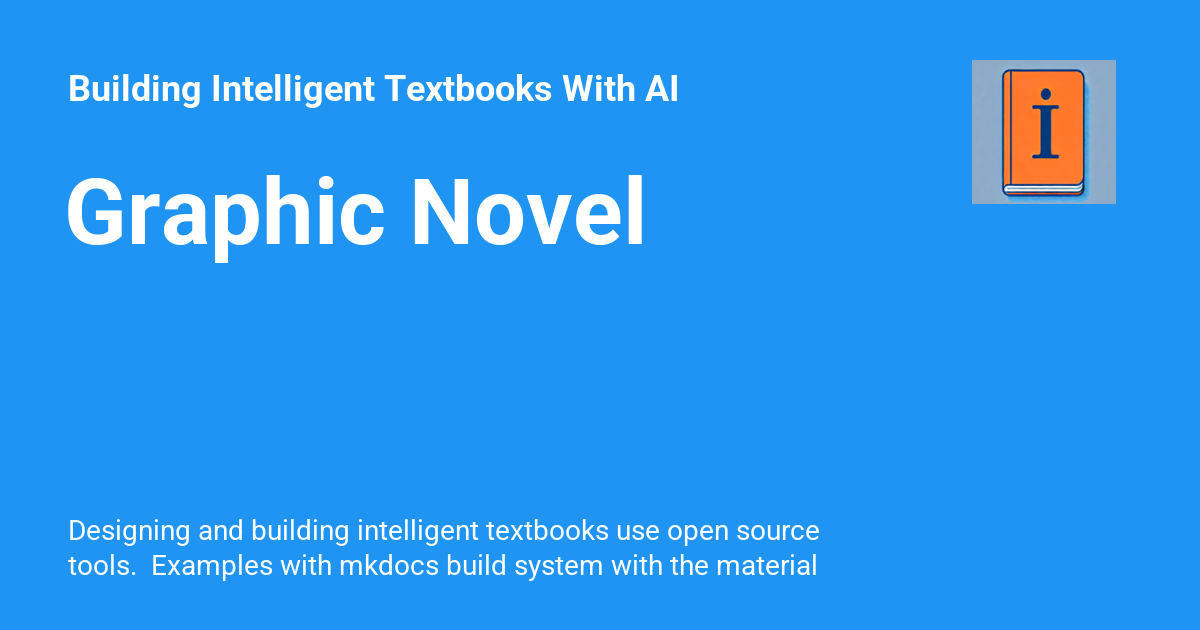 Building Intelligent Textbooks With AI
i
Graphic Novel
Designing and building intelligent textbooks use open source
tools.  Examples with mkdocs build system with the material